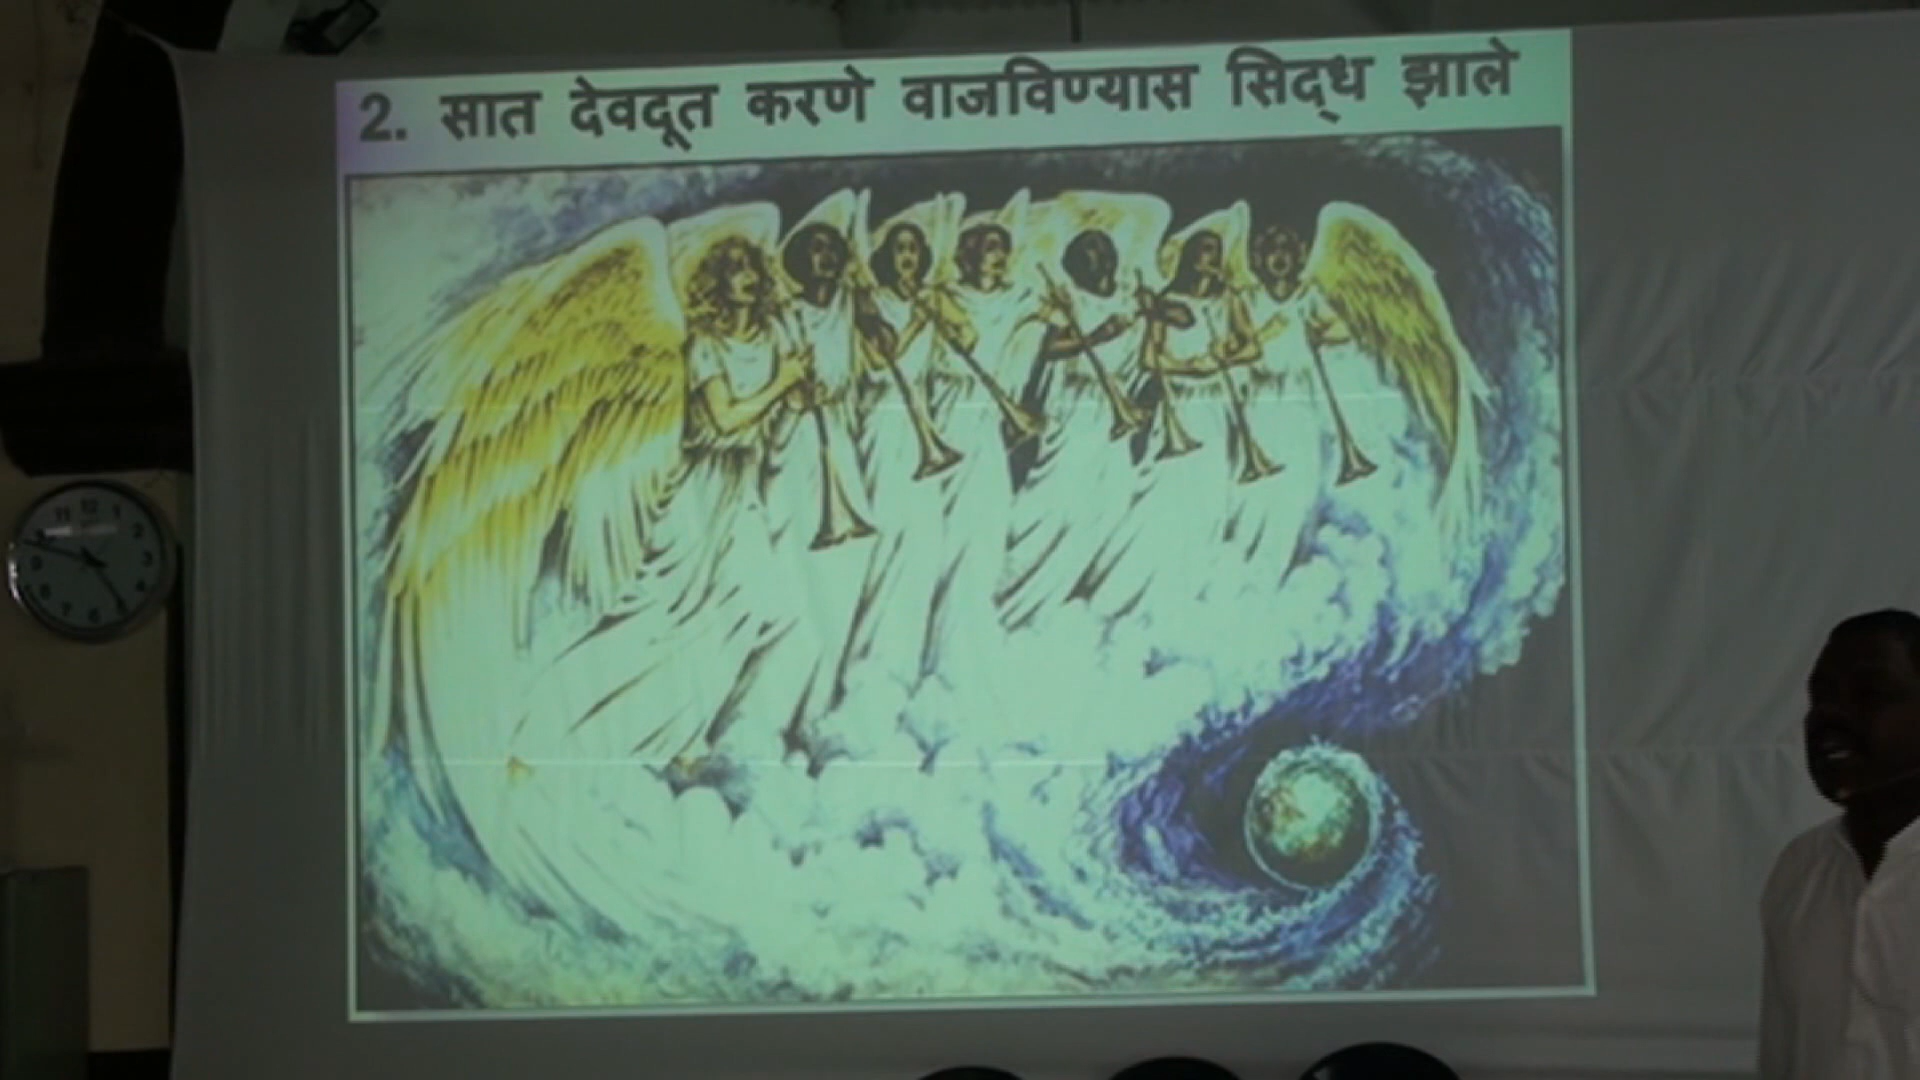 2. सात देवदूत करणे वाजविण्यास सिद्ध झाले